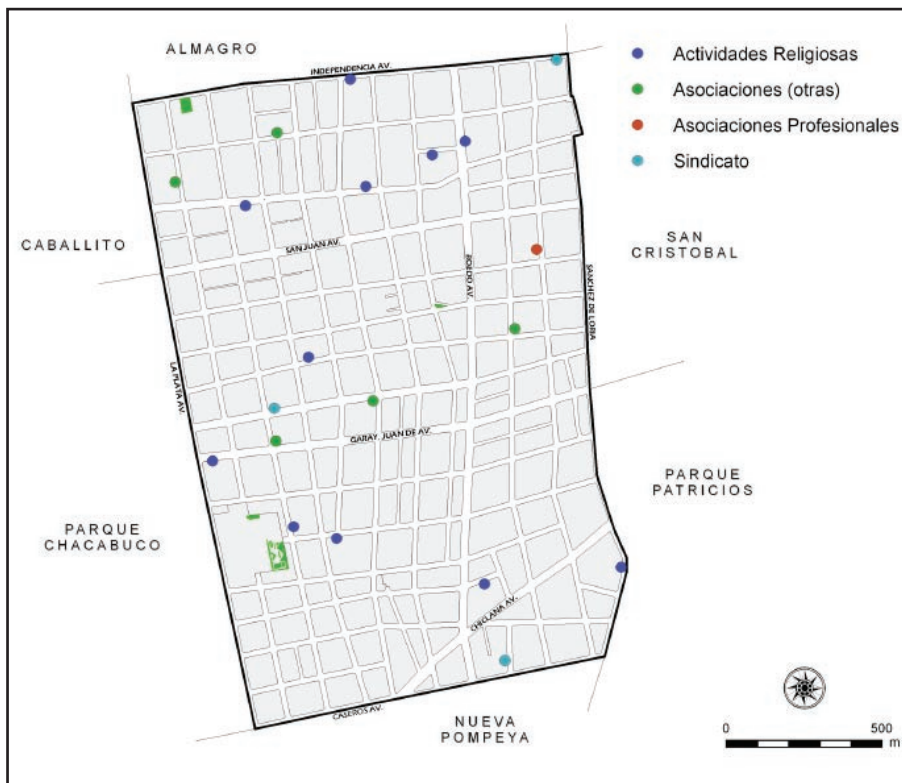 ALMAGRO
INDEPENDENCIA AV.
Actividades Religiosas
Asociaciones (otras)
Asociaciones Profesionales
Sindicato
CABALLITO
SAN JUAN AV.
BOEDO AV.
SAN
CRISTOBAL
SANCHEZ DE LORIA
LA PLATA AV.
GARAY, JUAN DE AV.
PARQUE
PATRICIOS
PARQUE
CHACABUCO
CHICLANA AV.
CASEROS AV.
NUEVA
POMPEYA
0 500
m